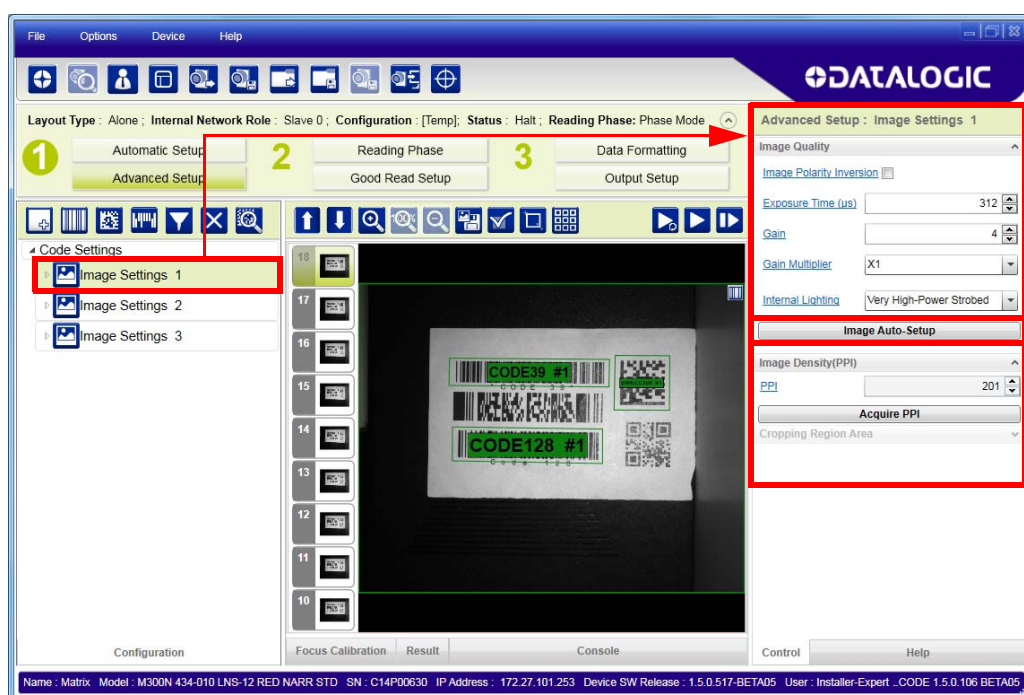 File Options Device Help
DATALOGIC
Layout Type : Alone ; Internal Network Role : Slave 0 ; Configuration : [Temp]; Status : Halt ; Reading Phase: Phase Mode
1 Automatic Setup 2 Reading Phase 3 Data Formatting
Advanced Setup Good Read Setup Output Setup
Code Settings
Image Settings 1
Image Settings 2
Image Settings 3
Configuration
100%
18
17
16
15
14
13
12
11
10
CODE39 #1
* C O D E 3 9 *
CODE128 #1
C o d e 1 2 8
Focus Calibration Result Console
Advanced Setup : Image Settings 1
Image Quality
Image Polarity Inversion
Exposure Time (µs) 312
Gain 4
Gain Multiplier X1
Internal Lighting Very High-Power Strobed
Image Auto-Setup
Image Density(PPI)
PPI 201
Acquire PPI
Cropping Region Area
Control Help
Name : Matrix Model : M300N 434-010 LNS-12 RED NARR STD SN : C14P00630 IP Address : 172.27.101.253 Device SW Release : 1.5.0.517-BETA05 User : Installer-Expert ..CODE 1.5.0.106 BETA05